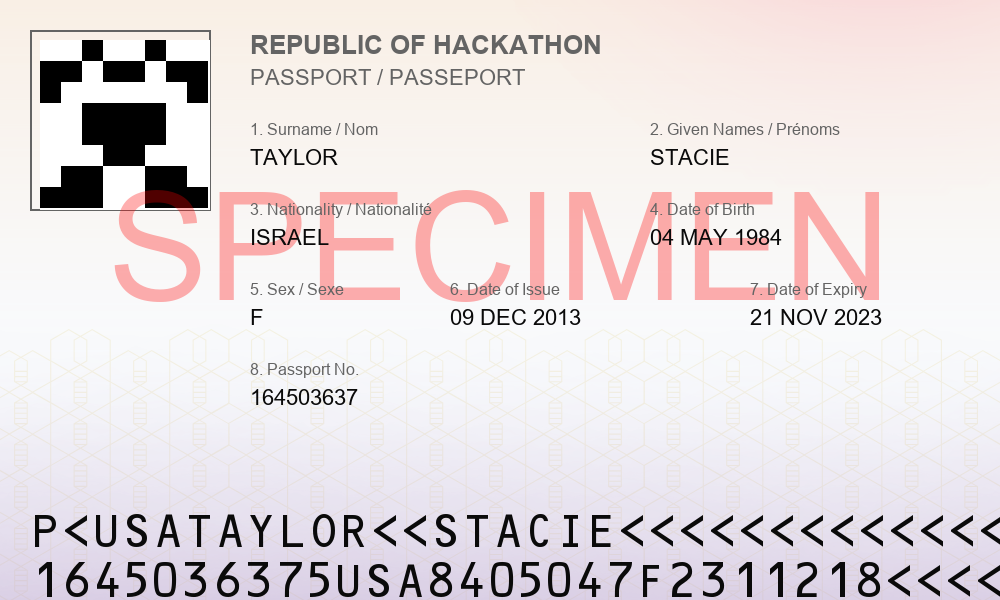 REPUBLIC OF HACKATHON
PASSPORT / PASSEPORT
1. Surname / Nom
2. Given Names / Prénoms
TAYLOR
STACIE
SPECIMEN
3. Nationality / Nationalité
4. Date of Birth
ISRAEL
04 MAY 1984
5. Sex / Sexe
6. Date of Issue
7. Date of Expiry
F
09 DEC 2013
21 NOV 2023
8. Passport No.
164503637
P<USATAYLOR<<STACIE<<<<<<<<<<<<<
1645036375USA8405047F2311218<<<<